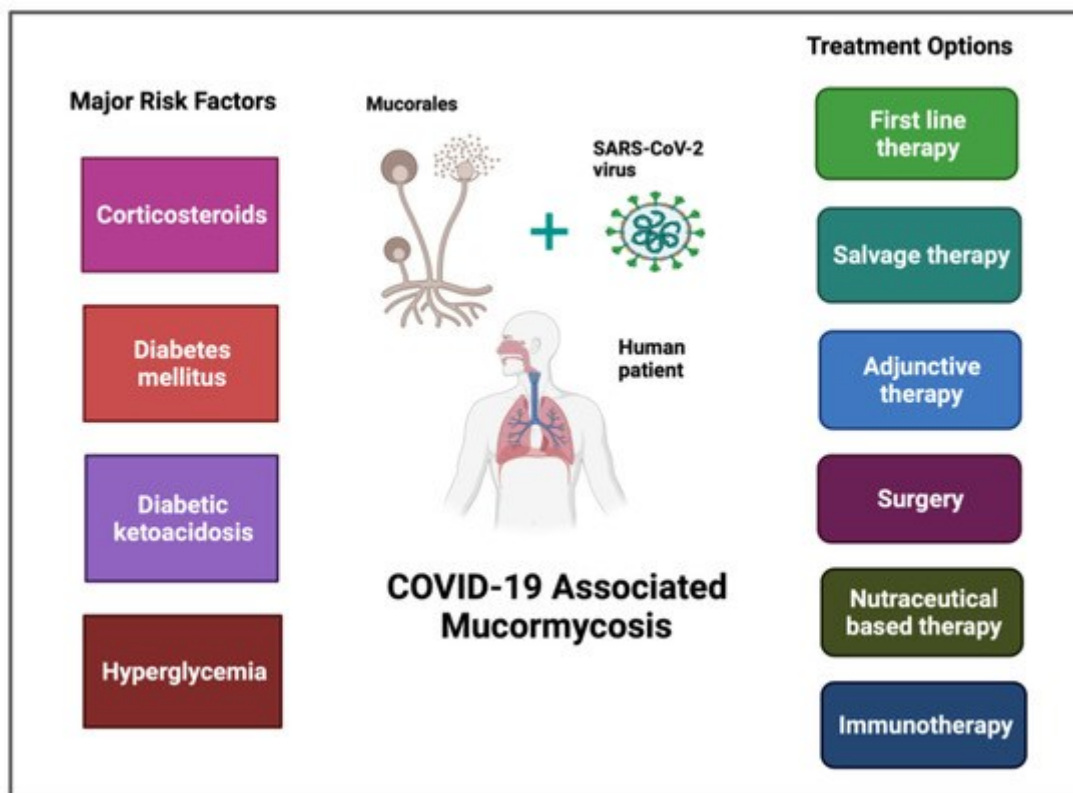 Major Risk Factors
Corticosteroids
Diabetes
mellitus
Diabetic
ketoacidosis
Hyperglycemia
Mucorales
SARS-CoV-2
virus
Human
patient
COVID-19 Associated
Mucormycosis
Treatment Options
First line
therapy
Salvage therapy
Adjunctive
therapy
Surgery
Nutraceutical
based therapy
Immunotherapy